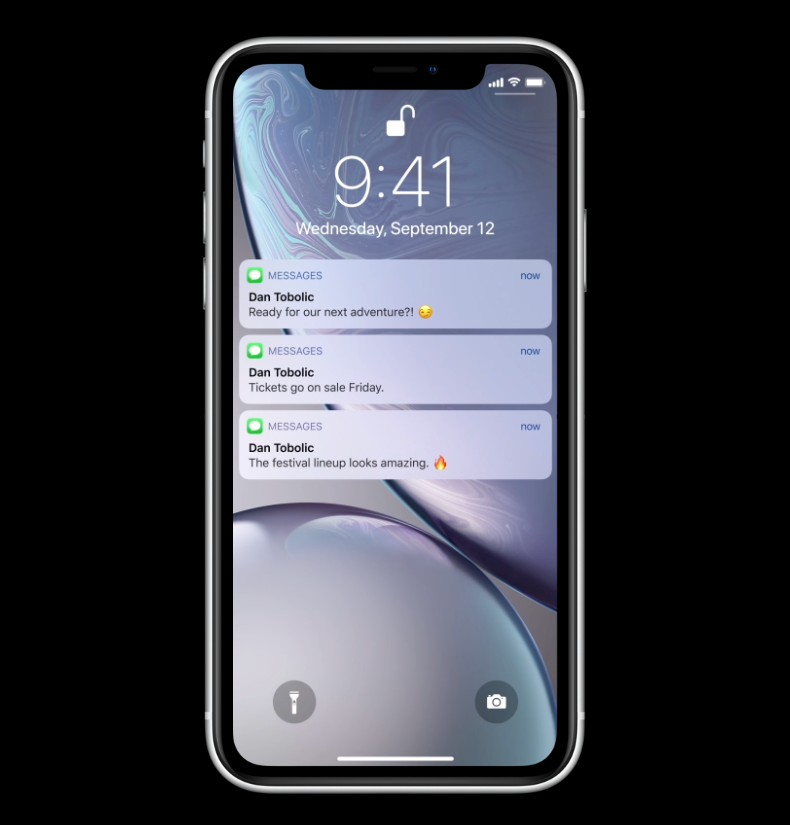 9:41
Wednesday, September 12
MESSAGES now
Dan Tobolic
Ready for our next adventure?! 😏
MESSAGES now
Dan Tobolic
Tickets go on sale Friday.
MESSAGES now
Dan Tobolic
The festival lineup looks amazing. 🔥